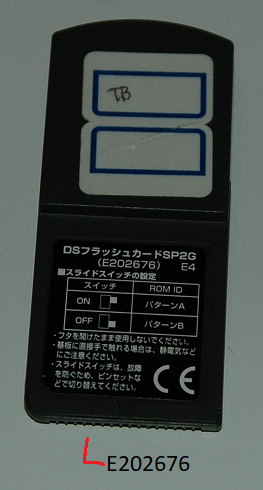 TB
DSフラッシュカードSP2G
(E202676) E4
■スライドスイッチの設定
スイッチ ROM ID
ON パターンA
OFF パターンB
・フタを開けたまま使用しないでください。
・基板に直接手で触れる場合は、静電気など
にご注意ください。
・スライドスイッチは、故障
を防ぐため、ピンセットな
どで切り替えてください。
CE
E202676